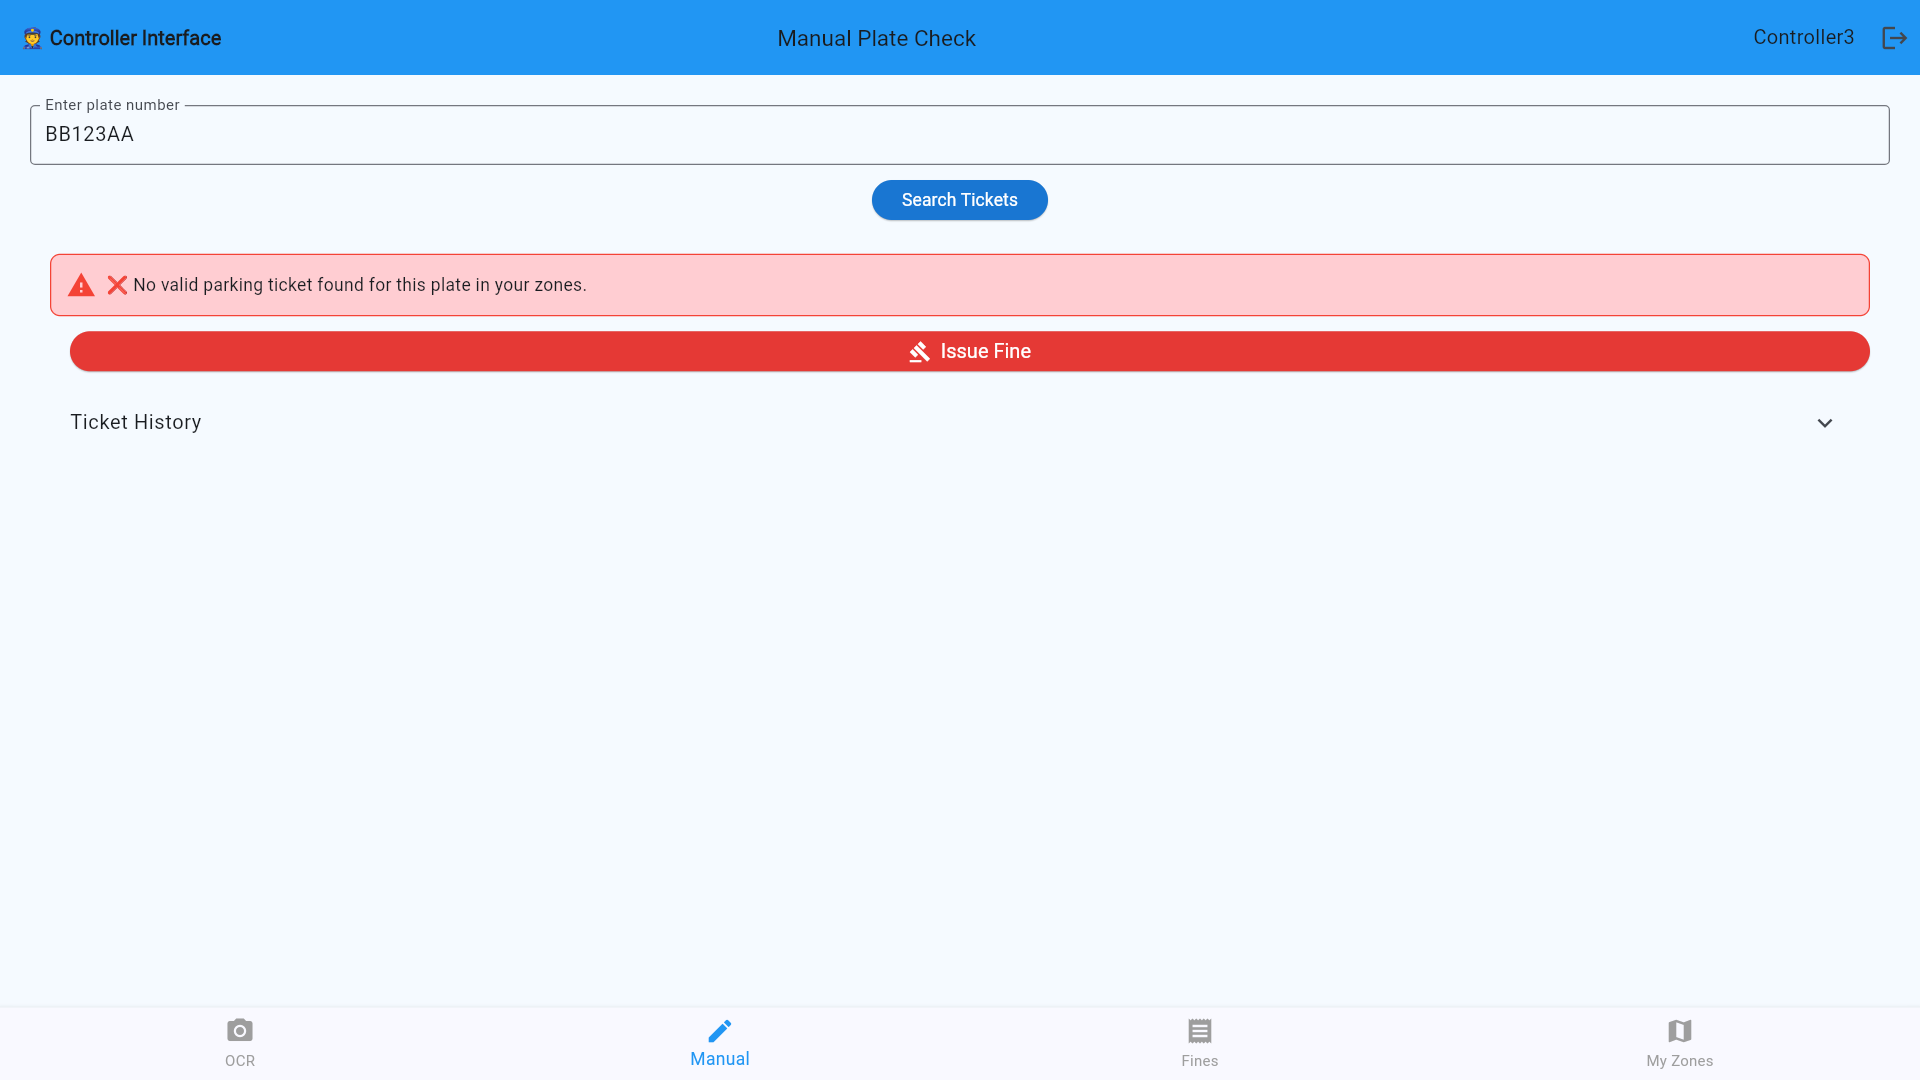 Controller Interface
Manual Plate Check
Controller3
Enter plate number
BB123AA
Search Tickets
No valid parking ticket found for this plate in your zones.
Issue Fine
Ticket History
OCR
Manual
Fines
My Zones